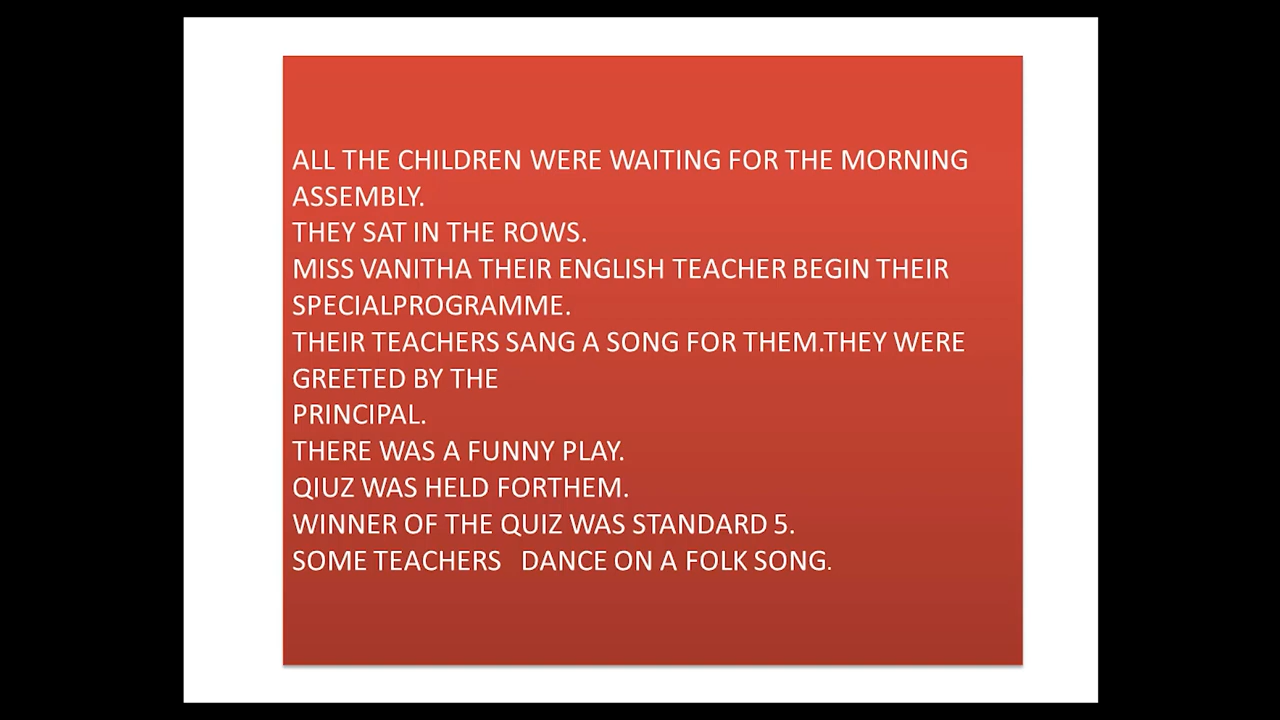 ALL THE CHILDREN WERE WAITING FOR THE MORNING
ASSEMBLY.
THEY SAT IN THE ROWS.
MISS VANITHA THEIR ENGLISH TEACHER BEGIN THEIR
SPECIALPROGRAMME.
THEIR TEACHERS SANG A SONG FOR THEM.THEY WERE
GREETED BY THE
PRINCIPAL.
THERE WAS A FUNNY PLAY.
QIUZ WAS HELD FORTHEM.
WINNER OF THE QUIZ WAS STANDARD 5.
SOME TEACHERS   DANCE ON A FOLK SONG.